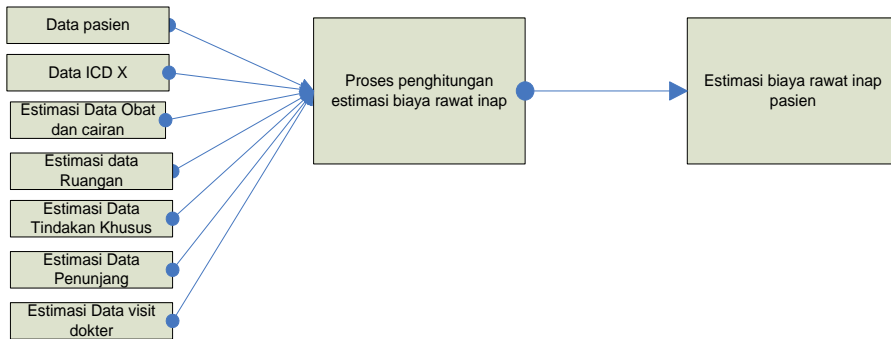 Data pasien
Data ICD X
Estimasi Data Obat
dan cairan
Estimasi data
Ruangan
Estimasi Data
Tindakan Khusus
Estimasi Data
Penunjang
Estimasi Data visit
dokter
Proses penghitungan
estimasi biaya rawat inap
Estimasi biaya rawat inap
pasien